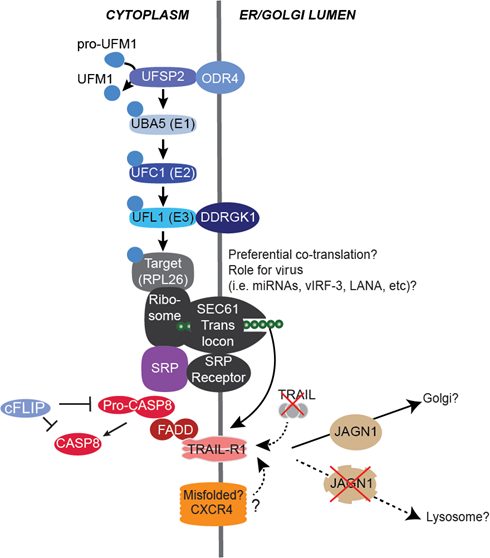 CYTOPLASM
ER/GOLGI LUMEN
pro-UFM1
UFM1
UFSP2
ODR4
UBA5 (E1)
UFC1 (E2)
UFL1 (E3)
DDRGK1
Target
(RPL26)
Preferential co-translation?
Role for virus
(i.e. miRNAs, vIRF-3, LANA, etc)?
Ribo-
some
SEC61
Trans
locon
SRP
SRP
Receptor
cFLIP
Pro-CASP8
CASP8
FADD
TRAIL-R1
TRAIL
Misfolded?
CXCR4
?
JAGN1
Golgi?
JAGN1
Lysosome?